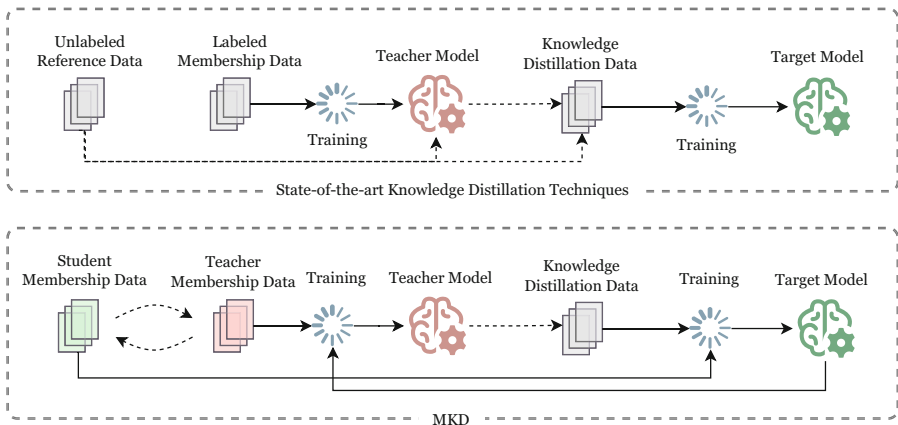 Unlabeled
Reference Data
Labeled
Membership Data
Teacher Model
Knowledge
Distillation Data
Target Model
Training
Training
State-of-the-art Knowledge Distillation Techniques
Student
Membership Data
Teacher
Membership Data
Training
Teacher Model
Knowledge
Distillation Data
Training
Target Model
MKD